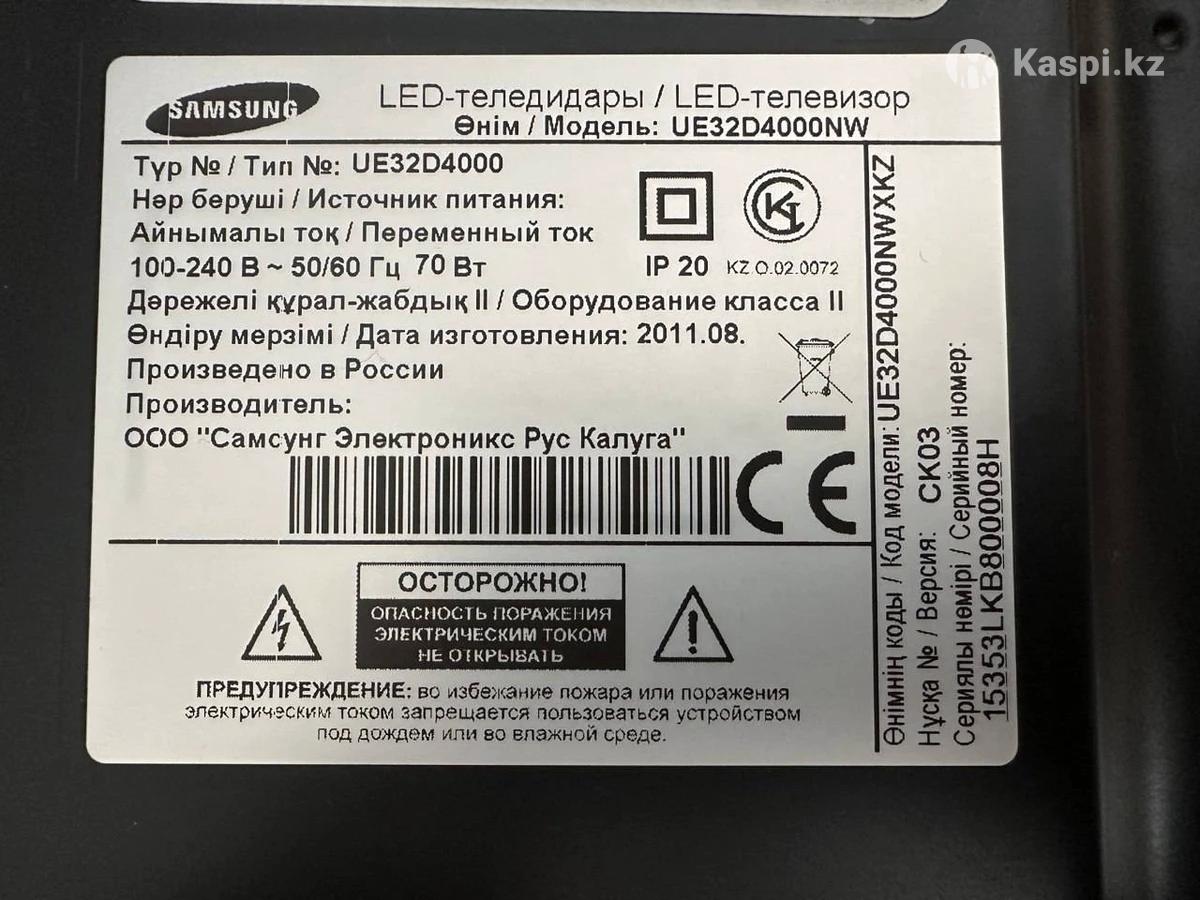 Kaspi.kz
SAMSUNG
LED-теледидары / LED-телевизор
Өнім / Модель: UE32D4000NW
Түр № / Тип №: UE32D4000
Нәр беруші / Источник питания:
Айнымалы тоқ / Переменный ток
100-240 В ~ 50/60 Гц 70 Вт
IP 20 KZ.O.02.0072
Дәрежелі құрал-жабдық II / Оборудование класса II
Өндіру мерзімі / Дата изготовления: 2011.08.
Произведено в России
Производитель:
ООО "Самсунг Электроникс Рус Калуга"
CE
ОСТОРОЖНО!
ОПАСНОСТЬ ПОРАЖЕНИЯ
ЭЛЕКТРИЧЕСКИМ ТОКОМ
НЕ ОТКРЫВАТЬ
ПРЕДУПРЕЖДЕНИЕ: во избежание пожара или поражения
электрическим током запрещается пользоваться устройством
под дождем или во влажной среде.
Өнімнін коды / Код модели: UE32D4000NWXKZ
Нұсқа № / Версия: CK03
Сериялы нөмірі / Серийный номер:
15353LKB800008H